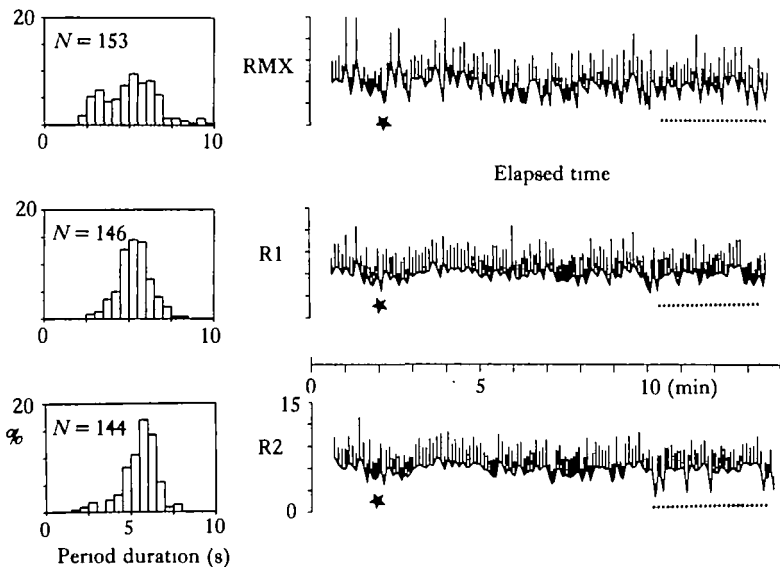 20
N = 153
0
10
RMX
Elapsed time
20
N = 146
0
10
R1
0
5
10 (min)
20
%
N = 144
0
5
10
Period duration (s)
15
R2
0